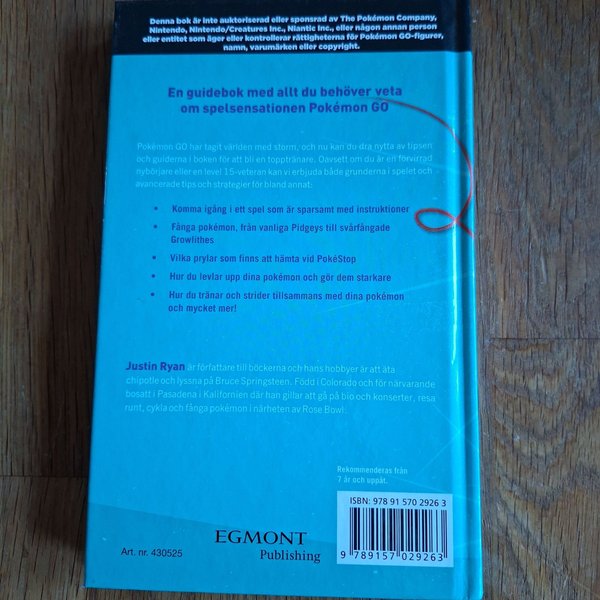 Denna bok är inte auktoriserad eller sponsrad av The Pokémon Company,
Nintendo, Nintendo/Creatures Inc., Niantic Inc., eller någon annan person
eller entitet som äger eller kontrollerar rättigheterna för Pokémon GO-figurer,
namn, varumärken eller copyright.
En guidebok med allt du behöver veta
om spelsensationen Pokémon GO
Pokémon GO har tagit världen med storm, och nu kan du dra nytta av tipsen
och guiderna i boken för att bli en topptränare. Oavsett om du är en förvirrad
nybörjare eller en level 15-veteran kan vi erbjuda både grunderna i spelet och
avancerade tips och strategier för bland annat:
• Komma igång i ett spel som är sparsamt med instruktioner
• Fånga pokémon, från vanliga Pidgeys till svårfångade
Growlithes
• Vilka prylar som finns att hämta vid PokéStop
• Hur du levlar upp dina pokémon och gör dem starkare
• Hur du tränar och strider tillsammans med dina pokémon
och mycket mer!
Justin Ryan är författare till böckerna och hans hobbyer är att äta
chipotle och lyssna på Bruce Springsteen. Född i Colorado och för närvarande
bosatt i Pasadena i Kalifornien där han gillar att gå på bio och konserter, resa
runt, cykla och fånga pokémon i närheten av Rose Bowl.
Rekommenderas från
7 år och uppåt.
ISBN: 978 91 570 2926 3
9 789157 029263
EGMONT
Publishing
Art. nr. 430525